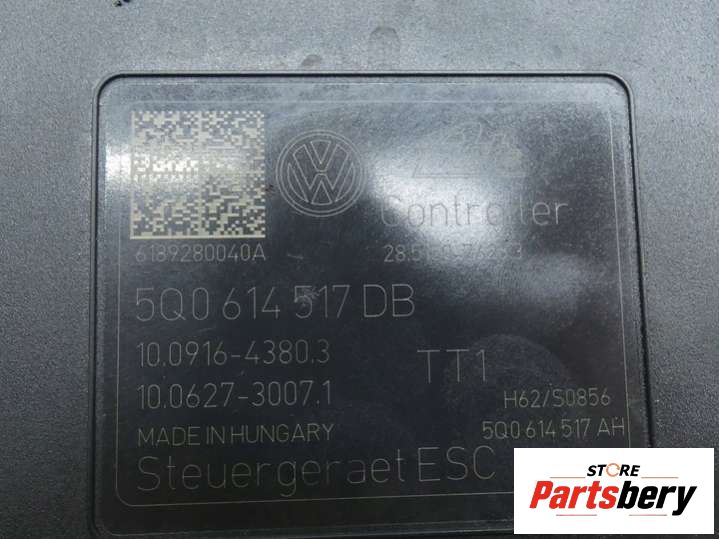 VW
Controller
6189280040A
5Q0 614 517 DB
10.0916-4380.3
TT1
10.0627-3007.1
H62/S0856
MADE IN HUNGARY
5Q0 614 517 AH
Steuergeraet ESC
STORE
Partsbery